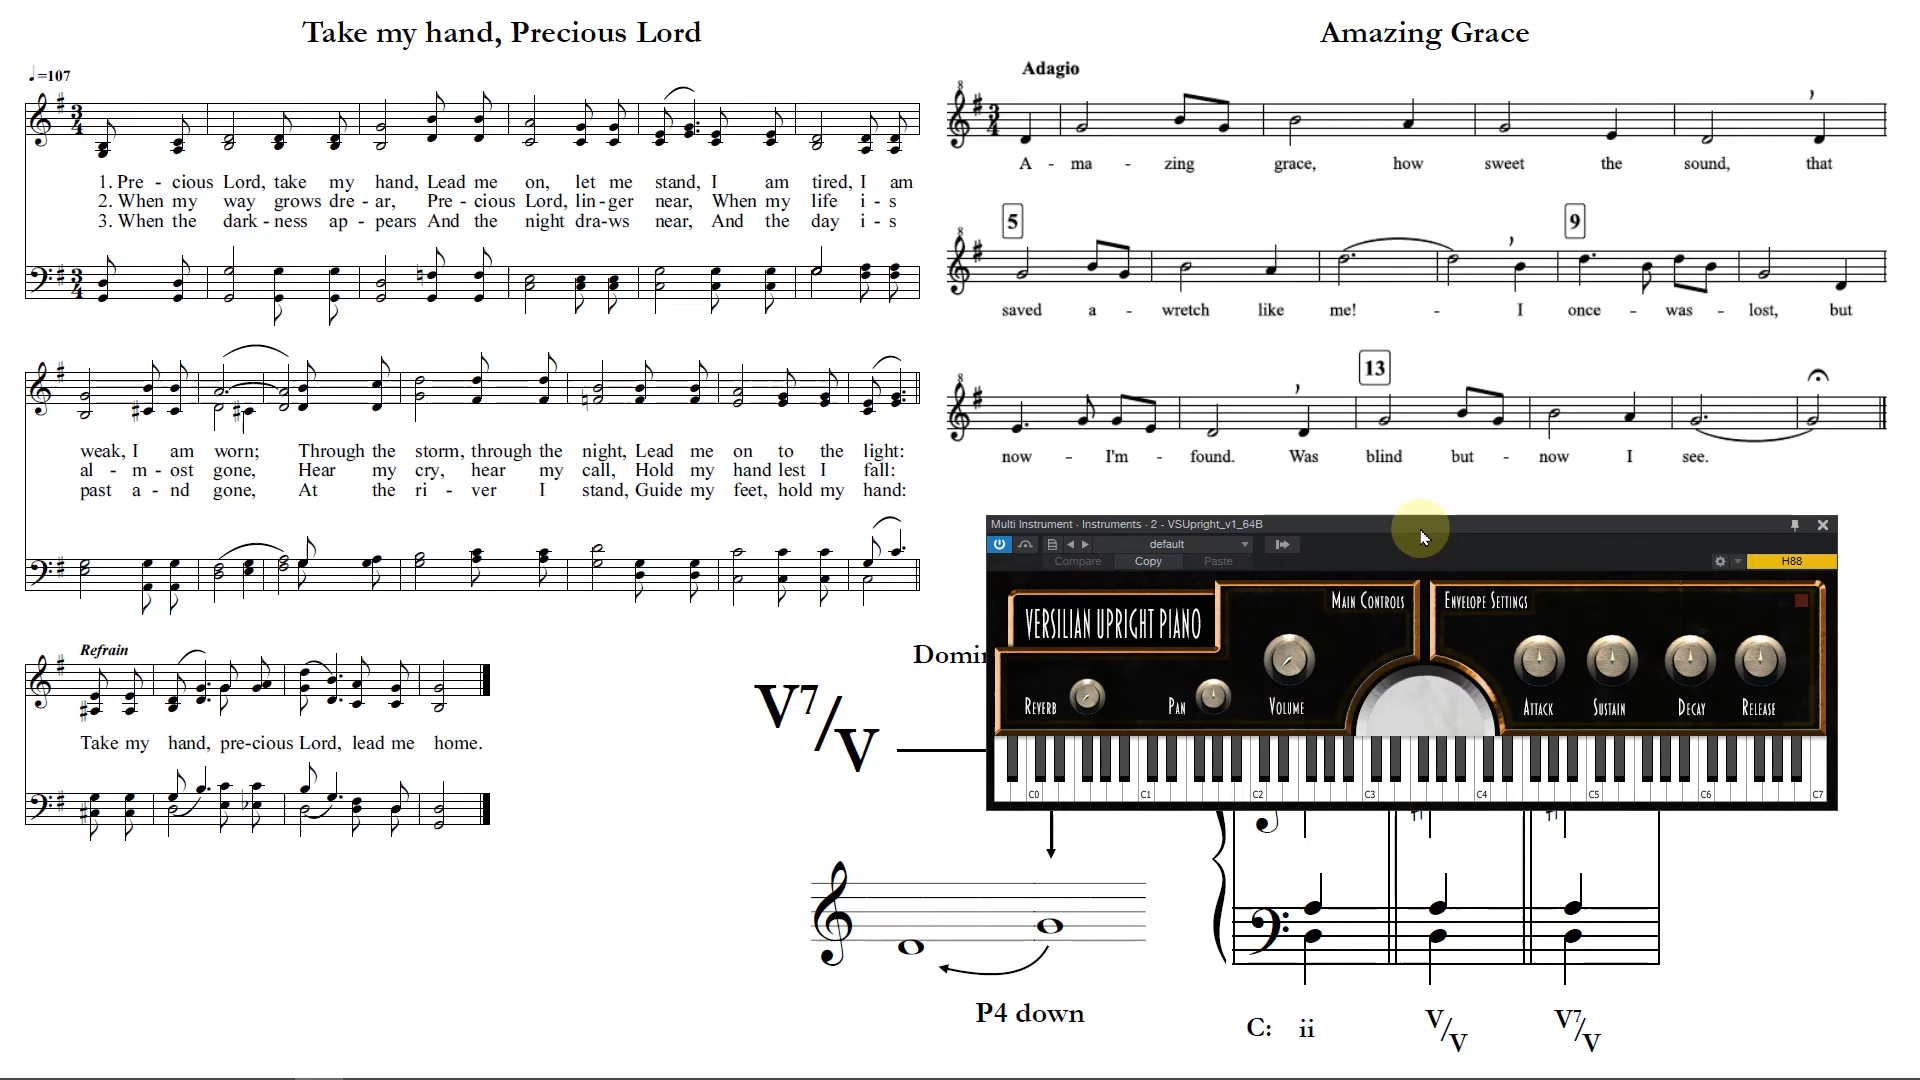 Take my hand, Precious Lord
♩=107
1. Pre - cious Lord, take my hand, Lead me on, let me stand, I am tired, I am
2. When my way grows dre - ar, Pre - cious Lord, lin - ger near, When my life i - s
3. When the dark - ness ap - pears And the night dra-ws near, And the day i - s
weak, I am worn; Through the storm, through the night, Lead me on to the light:
al - m - ost gone, Hear my cry, hear my call, Hold my hand lest I fall:
past a - nd gone, At the ri - ver I stand, Guide my feet, hold my hand:
Refrain
Take my hand, pre-cious Lord, lead me home.
Amazing Grace
Adagio
A - ma - zing grace, how sweet the sound, that
5 9
saved a - wretch like me! - I once - was - lost, but
13
now - I'm - found. Was blind but - now I see.
Multi Instrument - Instruments - 2 - VSUpright_v1_64B
default
Compare Copy Paste
H88
VERSILIAN UPRIGHT PIANO
MAIN CONTROLS
ENVELOPE SETTINGS
REVERB PAN VOLUME ATTACK SUSTAIN DECAY RELEASE
C0 C1 C2 C3 C4 C5 C6 C7
V7/V
P4 down
C: ii V/V V7/V